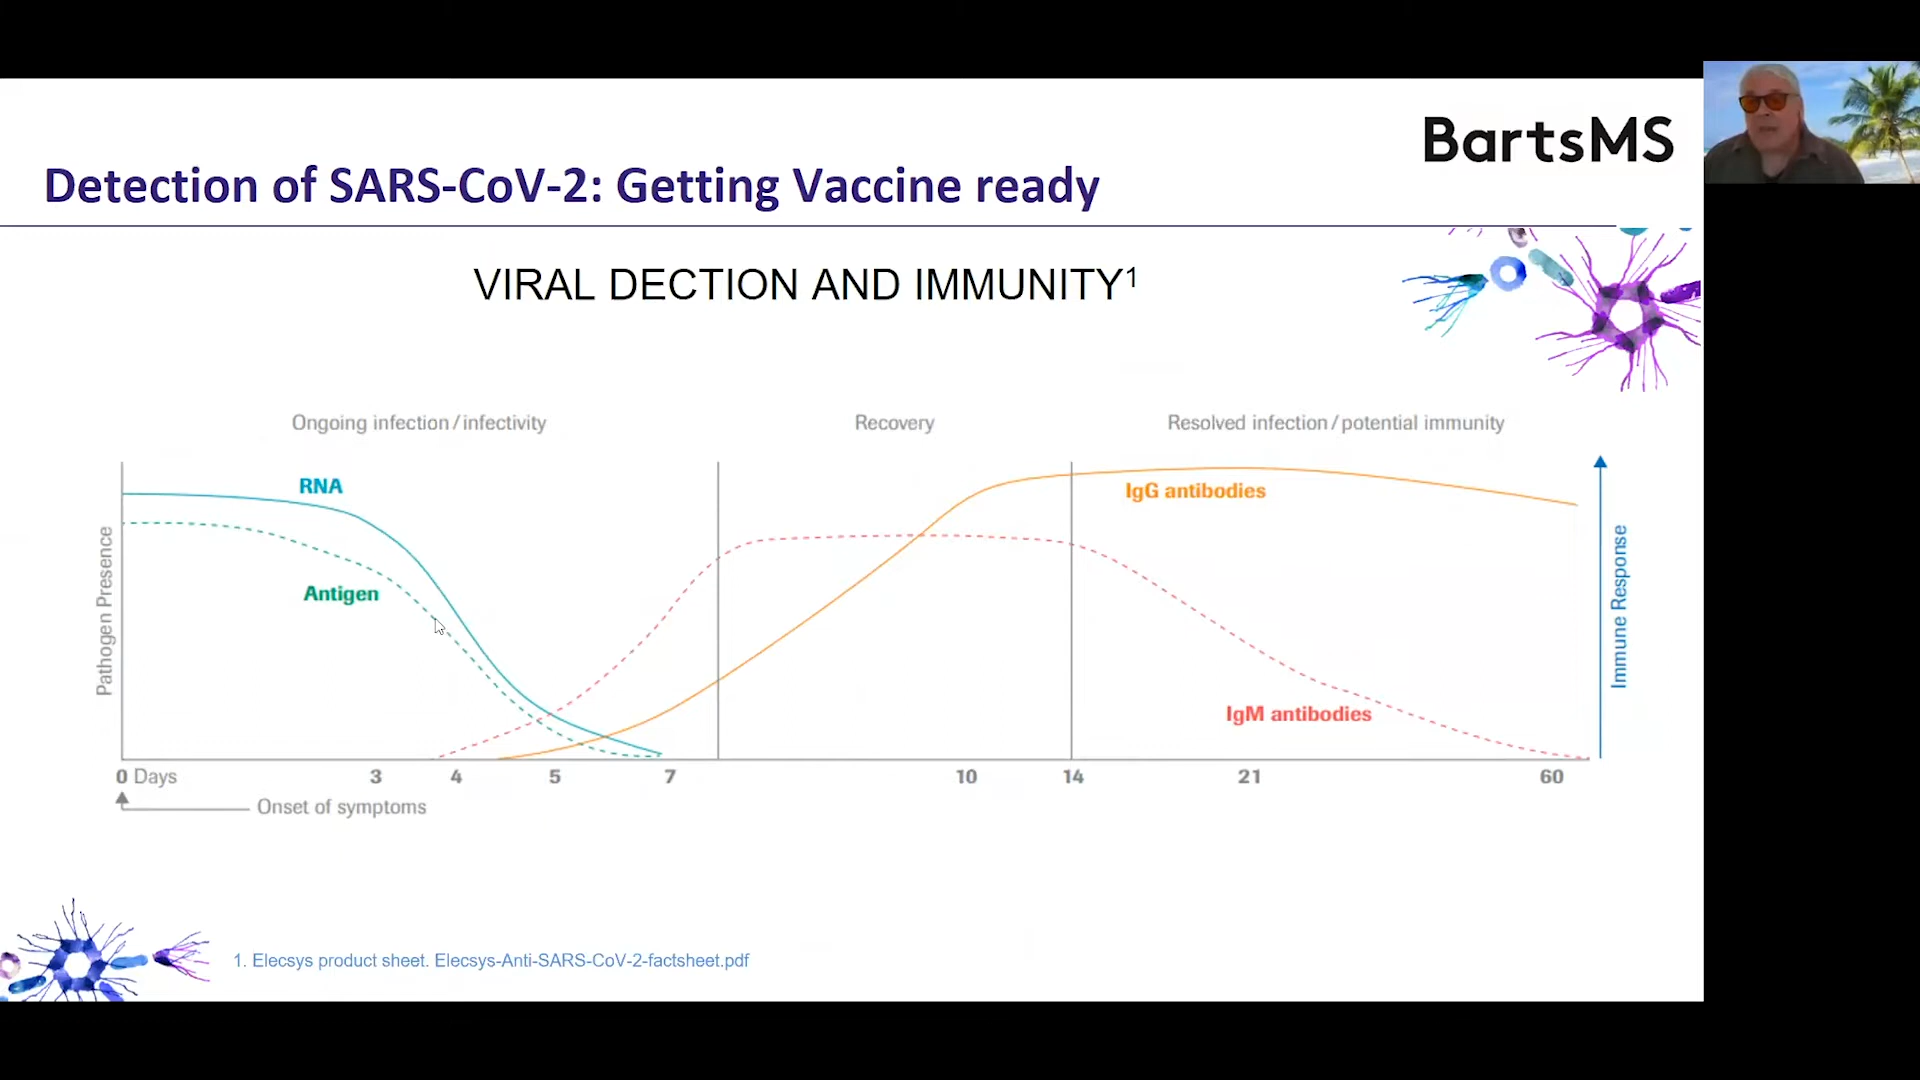 BartsMS
Detection of SARS-CoV-2: Getting Vaccine ready
VIRAL DECTION AND IMMUNITY¹
Ongoing infection/infectivity
Recovery
Resolved infection/potential immunity
RNA
IgG antibodies
Antigen
Pathogen Presence
Immune Response
IgM antibodies
0 Days 3 4 5 7 10 14 21 60
Onset of symptoms
1. Elecsys product sheet. Elecsys-Anti-SARS-CoV-2-factsheet.pdf